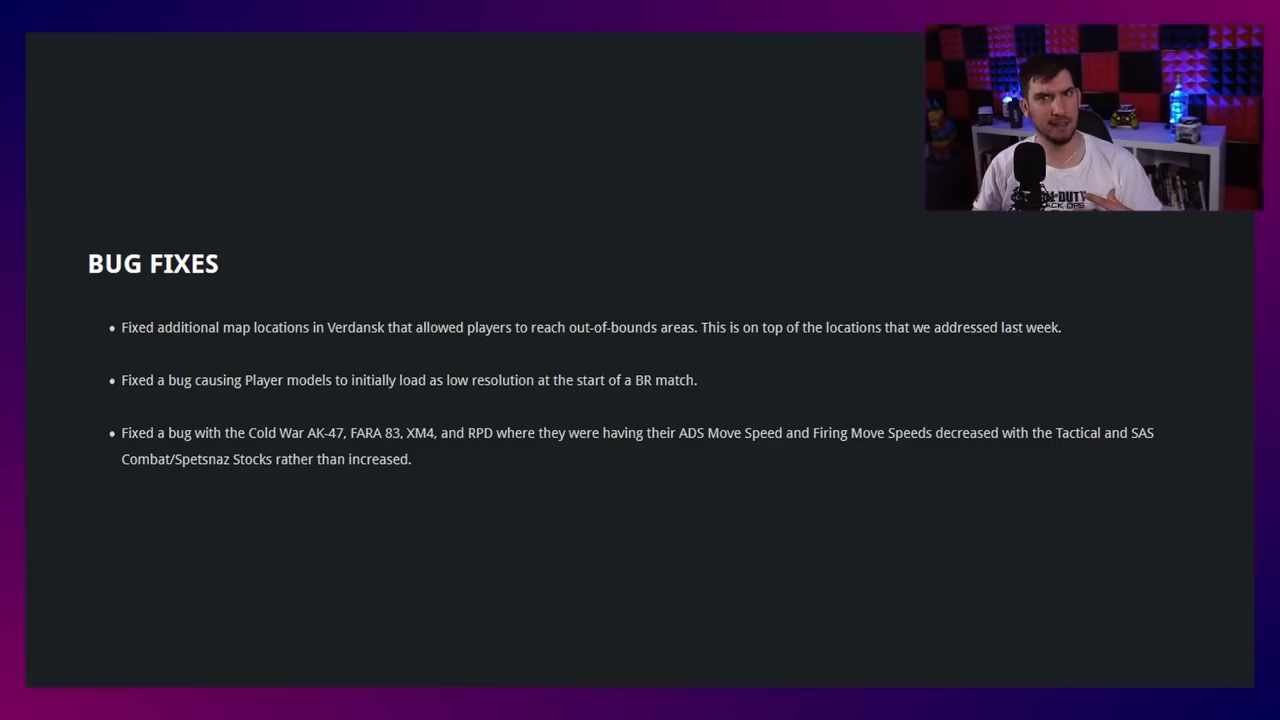 BUG FIXES
• Fixed additional map locations in Verdansk that allowed players to reach out-of-bounds areas. This is on top of the locations that we addressed last week.
• Fixed a bug causing Player models to initially load as low resolution at the start of a BR match.
• Fixed a bug with the Cold War AK-47, FARA 83, XM4, and RPD where they were having their ADS Move Speed and Firing Move Speeds decreased with the Tactical and SAS
Combat/Spetsnaz Stocks rather than increased.
DUTY
OPS